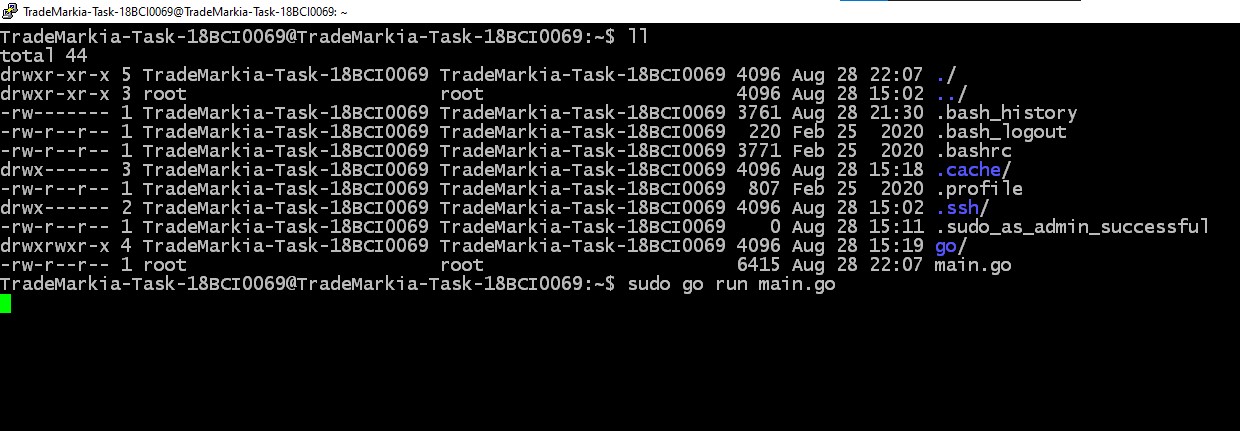 TradeMarkia-Task-18BCI0069@TradeMarkia-Task-18BCI0069: ~
TradeMarkia-Task-18BCI0069@TradeMarkia-Task-18BCI0069:~$ ll
total 44
drwxr-xr-x 5 TradeMarkia-Task-18BCI0069 TradeMarkia-Task-18BCI0069 4096 Aug 28 22:07 ./
drwxr-xr-x 3 root root 4096 Aug 28 15:02 ../
-rw------- 1 TradeMarkia-Task-18BCI0069 TradeMarkia-Task-18BCI0069 3761 Aug 28 21:30 .bash_history
-rw-r--r-- 1 TradeMarkia-Task-18BCI0069 TradeMarkia-Task-18BCI0069 220 Feb 25 2020 .bash_logout
-rw-r--r-- 1 TradeMarkia-Task-18BCI0069 TradeMarkia-Task-18BCI0069 3771 Feb 25 2020 .bashrc
drwx------ 3 TradeMarkia-Task-18BCI0069 TradeMarkia-Task-18BCI0069 4096 Aug 28 15:18 .cache/
-rw-r--r-- 1 TradeMarkia-Task-18BCI0069 TradeMarkia-Task-18BCI0069 807 Feb 25 2020 .profile
drwx------ 2 TradeMarkia-Task-18BCI0069 TradeMarkia-Task-18BCI0069 4096 Aug 28 15:02 .ssh/
-rw-r--r-- 1 TradeMarkia-Task-18BCI0069 TradeMarkia-Task-18BCI0069 0 Aug 28 15:11 .sudo_as_admin_successful
drwxrwxr-x 4 TradeMarkia-Task-18BCI0069 TradeMarkia-Task-18BCI0069 4096 Aug 28 15:19 go/
-rw-r--r-- 1 root root 6415 Aug 28 22:07 main.go
TradeMarkia-Task-18BCI0069@TradeMarkia-Task-18BCI0069:~$ sudo go run main.go